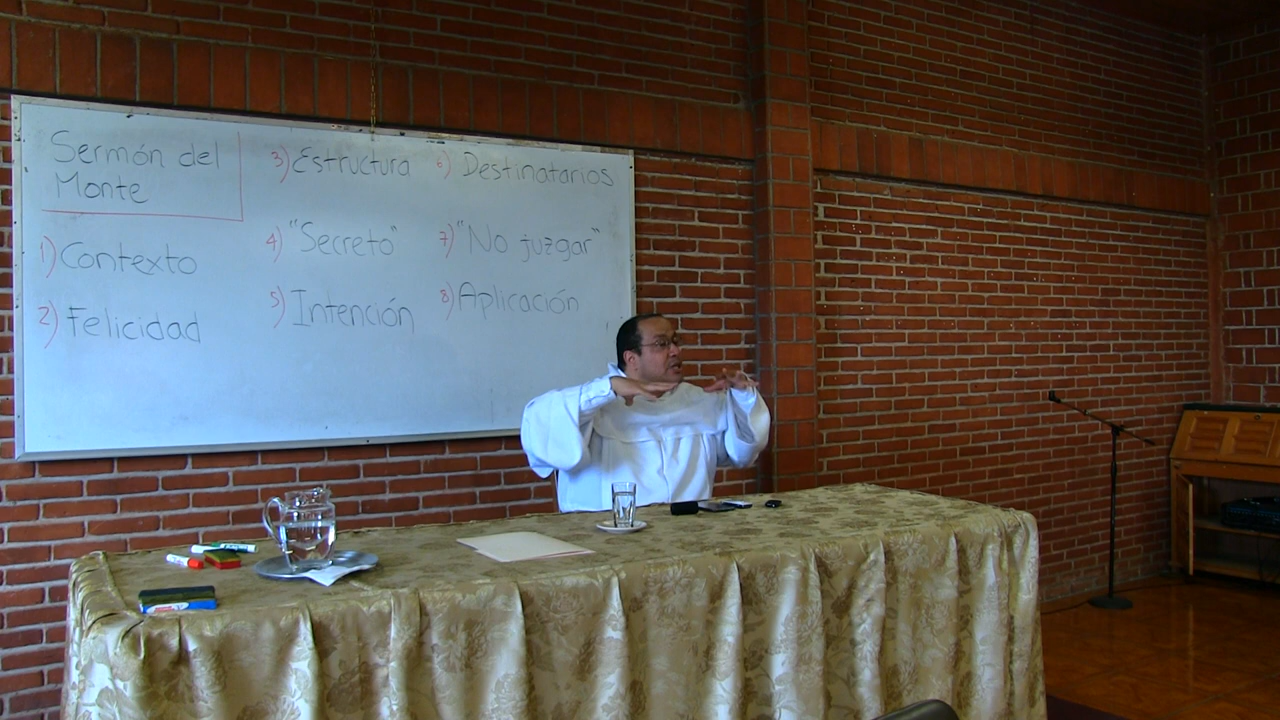 Sermón del
Monte
1) Contexto
2) Felicidad
3) Estructura
4) "Secreto"
5) Intención
6) Destinatarios
7) "No juzgar"
8) Aplicación